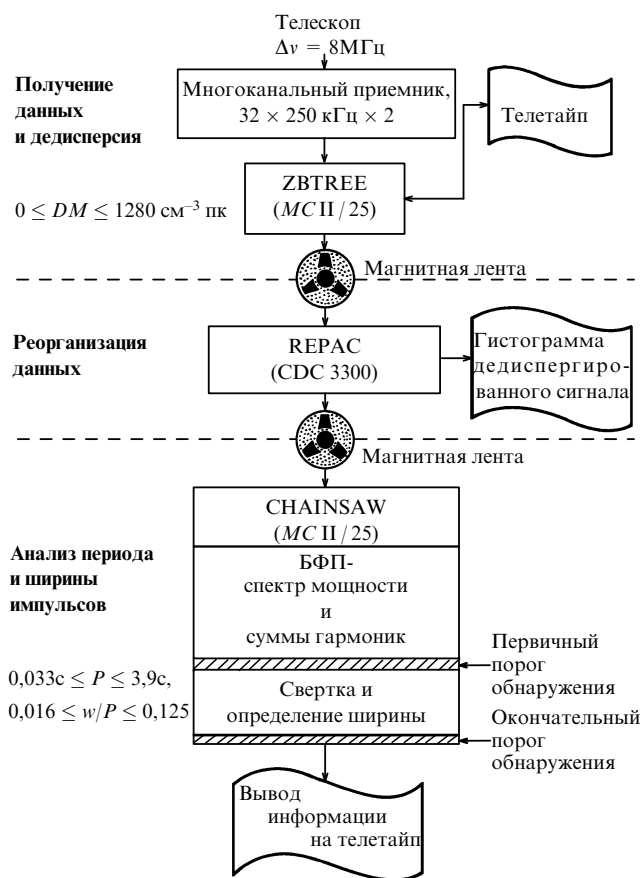 Телескоп
Δν = 8МГц
Получение
данных
и дедисперсия
Многоканальный приемник,
32 × 250 кГц × 2
Телетайп
ZBTREE
(MC II / 25)
0 ≤ DM ≤ 1280 см⁻³ пк
Магнитная лента
Реорганизация
данных
REPAC
(CDC 3300)
Гистограмма
дедиспергиро-
ванного сигнала
Магнитная лента
CHAINSAW
(MC II / 25)
Анализ периода
и ширины
импульсов
БФП-
спектр мощности
и
суммы гармоник
Первичный
порог
обнаружения
0,033с ≤ P ≤ 3,9с,
0,016 ≤ w/P ≤ 0,125
Свертка и
определение ширины
Окончательный
порог
обнаружения
Вывод
информации
на телетайп